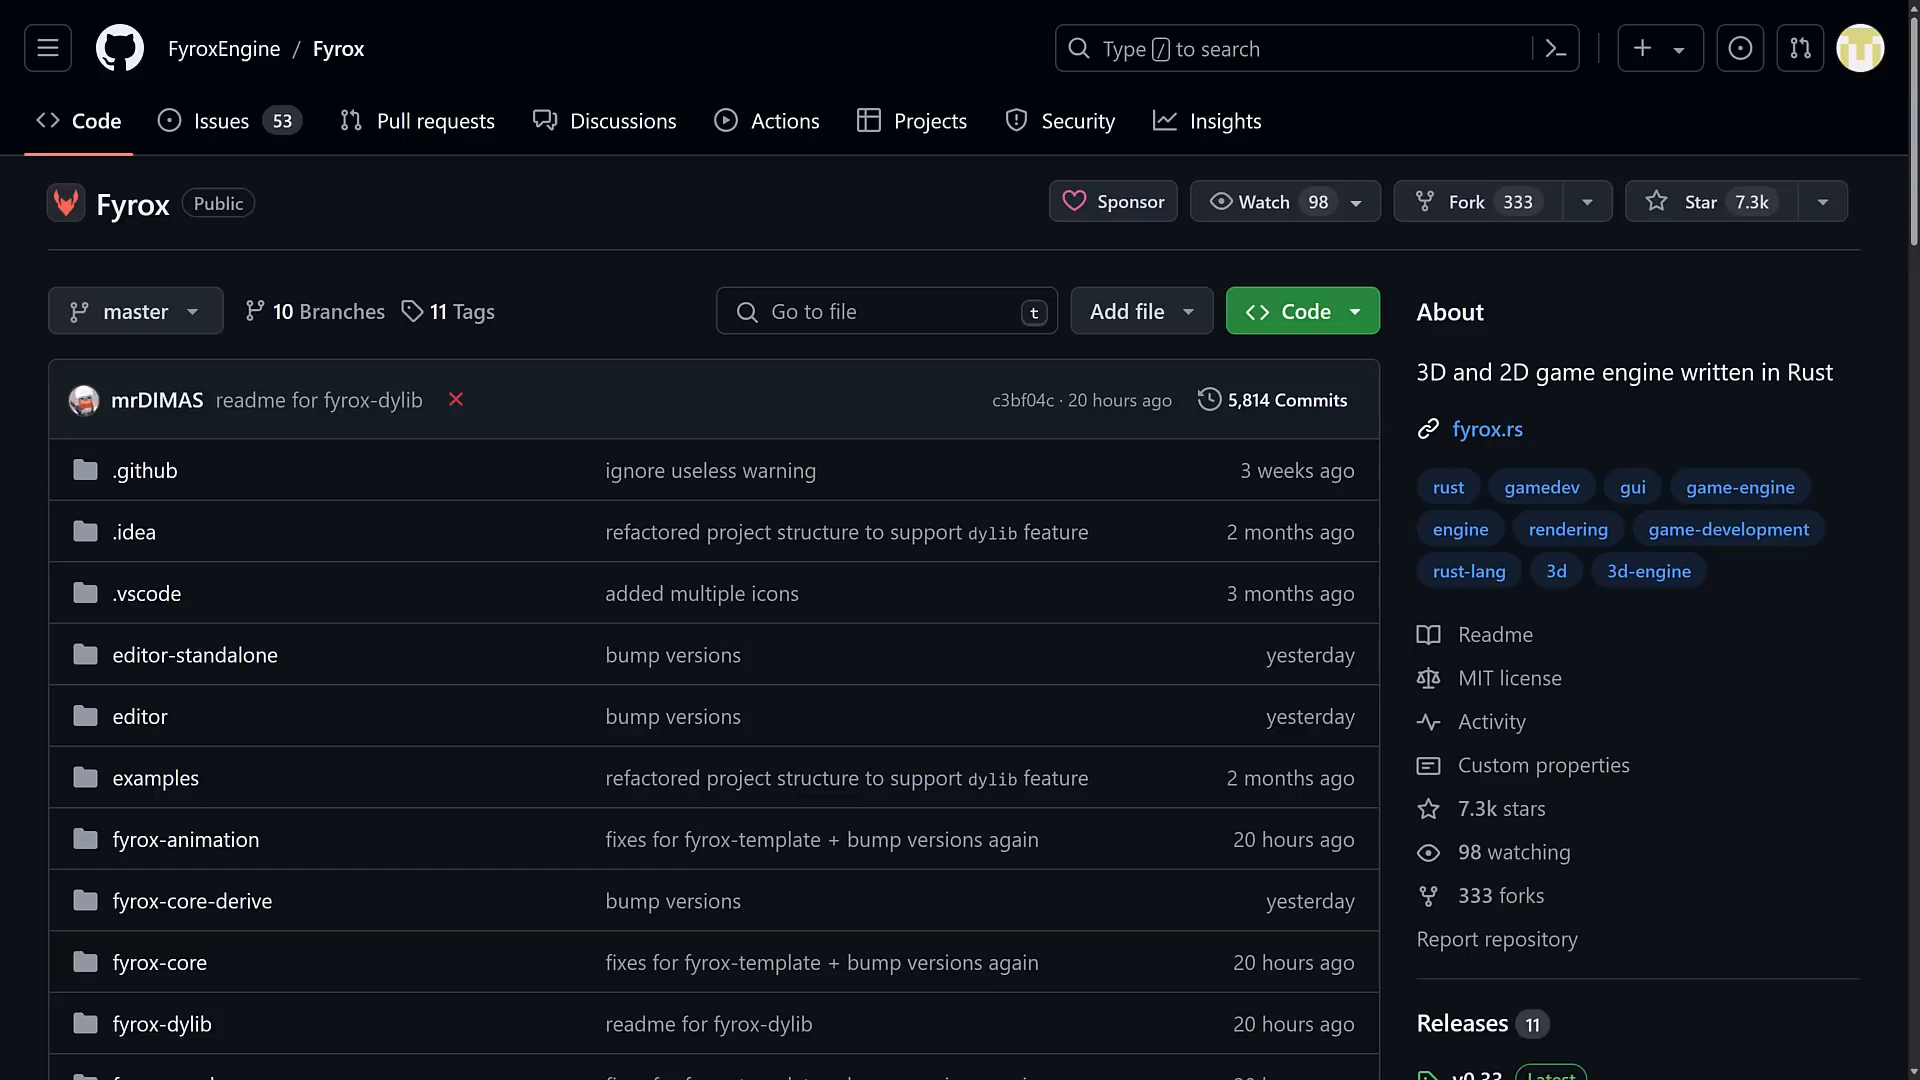 FyroxEngine / Fyrox
Type / to search
Code
Issues 53
Pull requests
Discussions
Actions
Projects
Security
Insights
Fyrox Public
Sponsor
Watch 98
Fork 333
Star 7.3k
master
10 Branches
11 Tags
Go to file t
Add file
Code
mrDIMAS readme for fyrox-dylib
c3bf04c · 20 hours ago
5,814 Commits
.github ignore useless warning 3 weeks ago
.idea refactored project structure to support dylib feature 2 months ago
.vscode added multiple icons 3 months ago
editor-standalone bump versions yesterday
editor bump versions yesterday
examples refactored project structure to support dylib feature 2 months ago
fyrox-animation fixes for fyrox-template + bump versions again 20 hours ago
fyrox-core-derive bump versions yesterday
fyrox-core fixes for fyrox-template + bump versions again 20 hours ago
fyrox-dylib readme for fyrox-dylib 20 hours ago
About
3D and 2D game engine written in Rust
fyrox.rs
rust gamedev gui game-engine
engine rendering game-development
rust-lang 3d 3d-engine
Readme
MIT license
Activity
Custom properties
7.3k stars
98 watching
333 forks
Report repository
Releases 11
v0.33 Latest